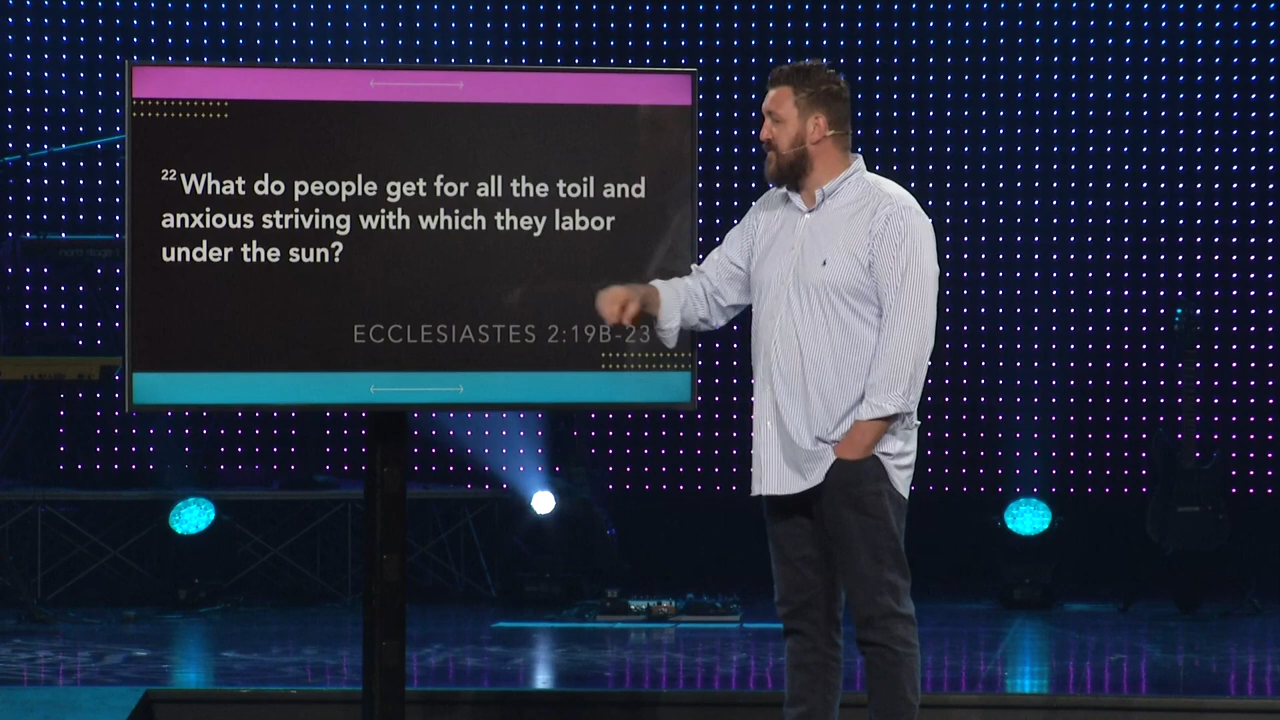 22 What do people get for all the toil and
anxious striving with which they labor
under the sun?
ECCLESIASTES 2:19B-23